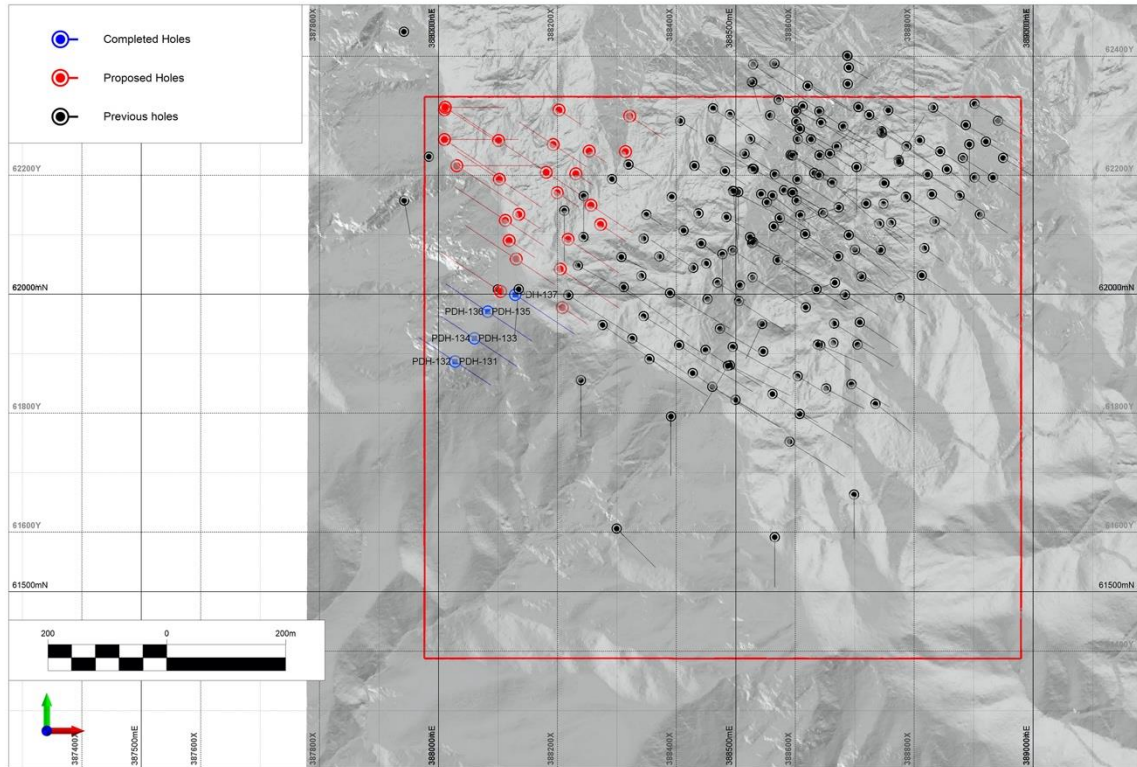 387800X
388000mE
388200X
388400X
388500mE
388600X
388800X
389000mE
62400Y
Completed Holes
Proposed Holes
Previous holes
62200Y
62200Y
62000mN
62000mN
PDH-137
PDH-136
PDH-135
PDH-134
PDH-133
PDH-132
PDH-131
61800Y
61800Y
61600Y
61600Y
61500mN
61500mN
200
0
200m
387400X
387500mE
387600X
387800X
388000mE
388200X
388400X
388500mE
388600X
388800X
389000mE